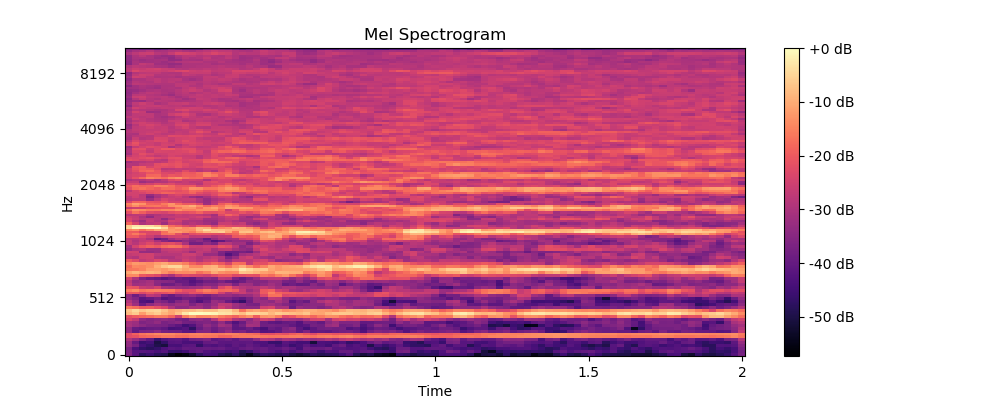 Mel Spectrogram
Hz
8192
4096
2048
1024
512
0
0
0.5
1
1.5
2
Time
+0 dB
-10 dB
-20 dB
-30 dB
-40 dB
-50 dB